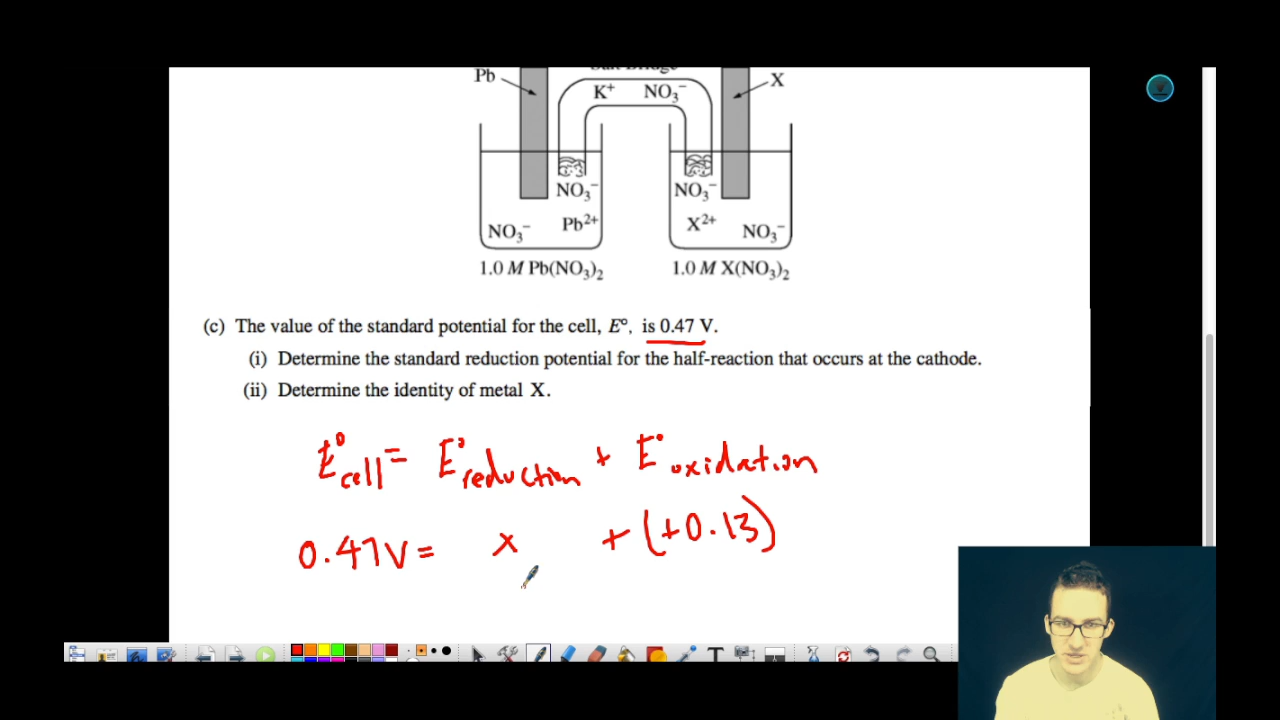 Pb
X
K⁺ NO₃⁻
NO₃⁻ NO₃⁻
NO₃⁻ Pb²⁺ X²⁺ NO₃⁻
1.0 M Pb(NO₃)₂ 1.0 M X(NO₃)₂
(c) The value of the standard potential for the cell, E°, is 0.47 V.
(i) Determine the standard reduction potential for the half-reaction that occurs at the cathode.
(ii) Determine the identity of metal X.
E°cell = E°reduction + E°oxidation
0.47V = x + (+0.13)